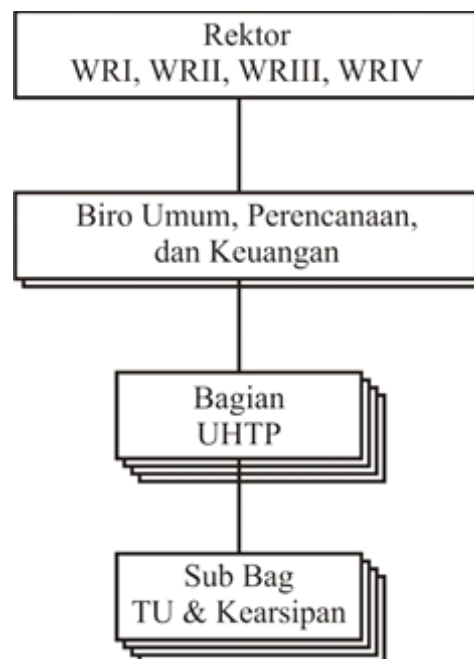 Rektor
WRI, WRII, WRIII, WRIV
Biro Umum, Perencanaan,
dan Keuangan
Bagian
UHTP
Sub Bag
TU & Kearsipan